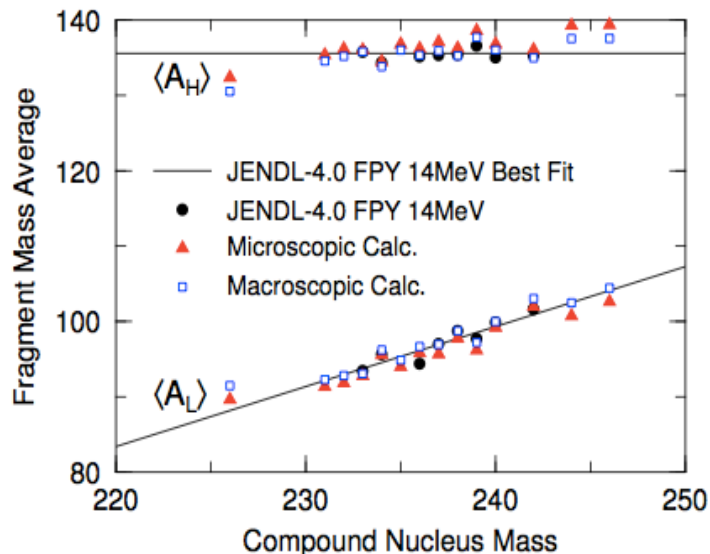 140
120
100
80
Fragment Mass Average
⟨A_H⟩
JENDL-4.0 FPY 14MeV Best Fit
JENDL-4.0 FPY 14MeV
Microscopic Calc.
Macroscopic Calc.
⟨A_L⟩
220 230 240 250
Compound Nucleus Mass